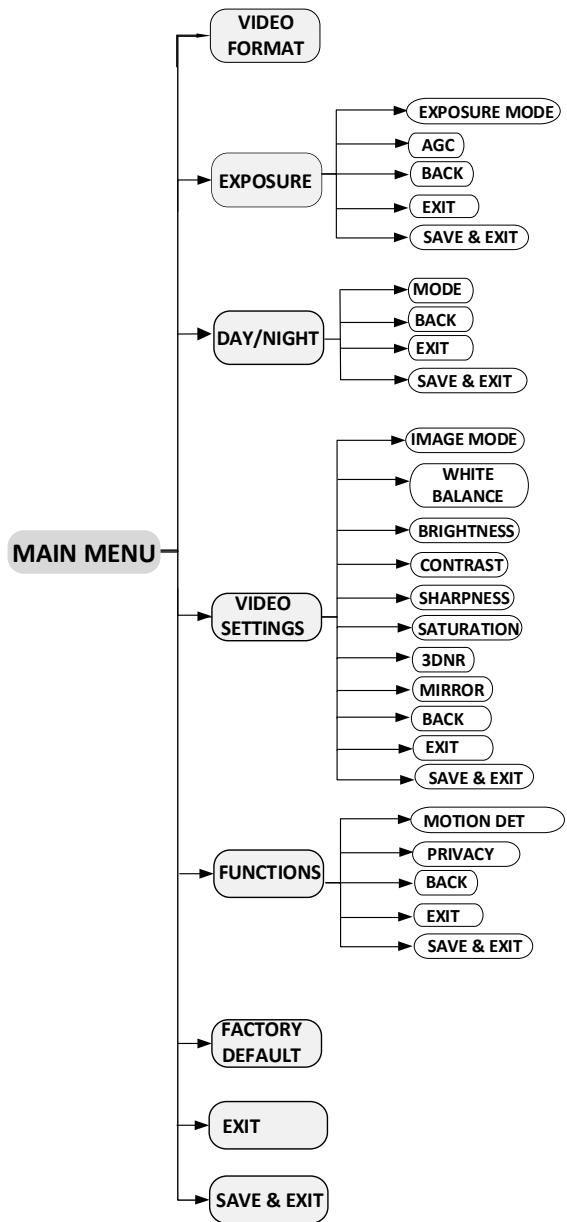 VIDEO
FORMAT
EXPOSURE MODE
AGC
EXPOSURE
BACK
EXIT
SAVE & EXIT
MODE
DAY/NIGHT
BACK
EXIT
SAVE & EXIT
IMAGE MODE
WHITE
BALANCE
BRIGHTNESS
MAIN MENU
CONTRAST
VIDEO
SETTINGS
SHARPNESS
SATURATION
3DNR
MIRROR
BACK
EXIT
SAVE & EXIT
MOTION DET
PRIVACY
FUNCTIONS
BACK
EXIT
SAVE & EXIT
FACTORY
DEFAULT
EXIT
SAVE & EXIT